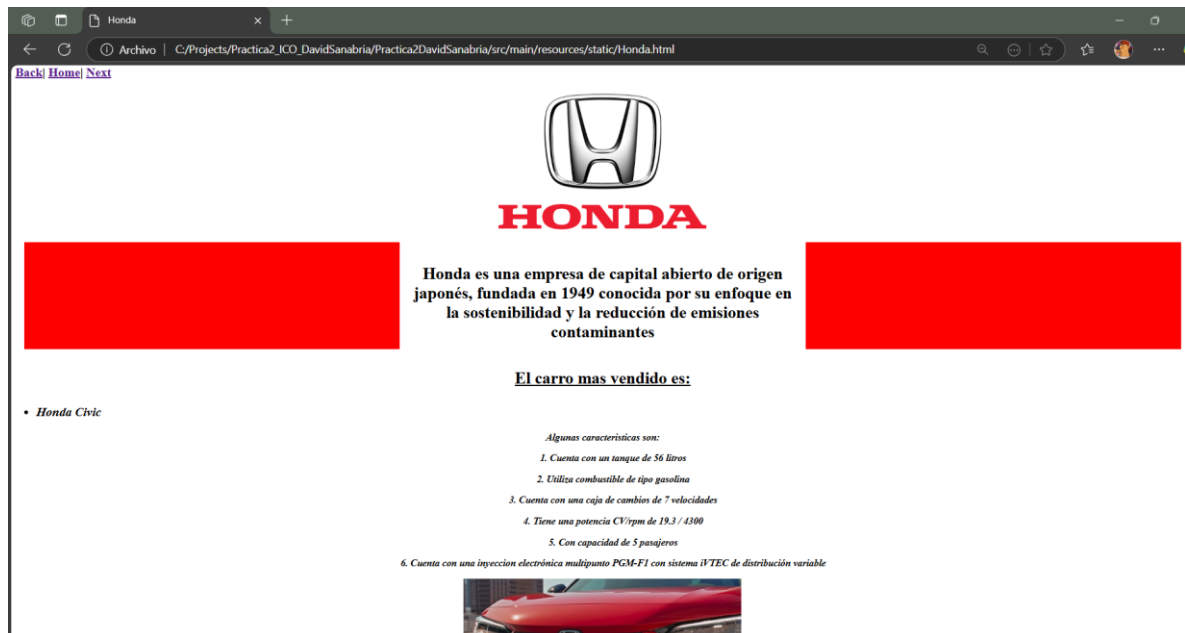 Honda
Archivo | C:/Projects/Practica2_ICO_DavidSanabria/Practica2DavidSanabria/src/main/resources/static/Honda.html
Back| Home| Next
HONDA
Honda es una empresa de capital abierto de origen
japonés, fundada en 1949 conocida por su enfoque en
la sostenibilidad y la reducción de emisiones
contaminantes
El carro mas vendido es:
• Honda Civic
Algunas caracteristicas son:
1. Cuenta con un tanque de 56 litros
2. Utiliza combustible de tipo gasolina
3. Cuenta con una caja de cambios de 7 velocidades
4. Tiene una potencia CV/rpm de 19.3 / 4300
5. Con capacidad de 5 pasajeros
6. Cuenta con una inyeccion electrónica multipunto PGM-F1 con sistema iVTEC de distribución variable